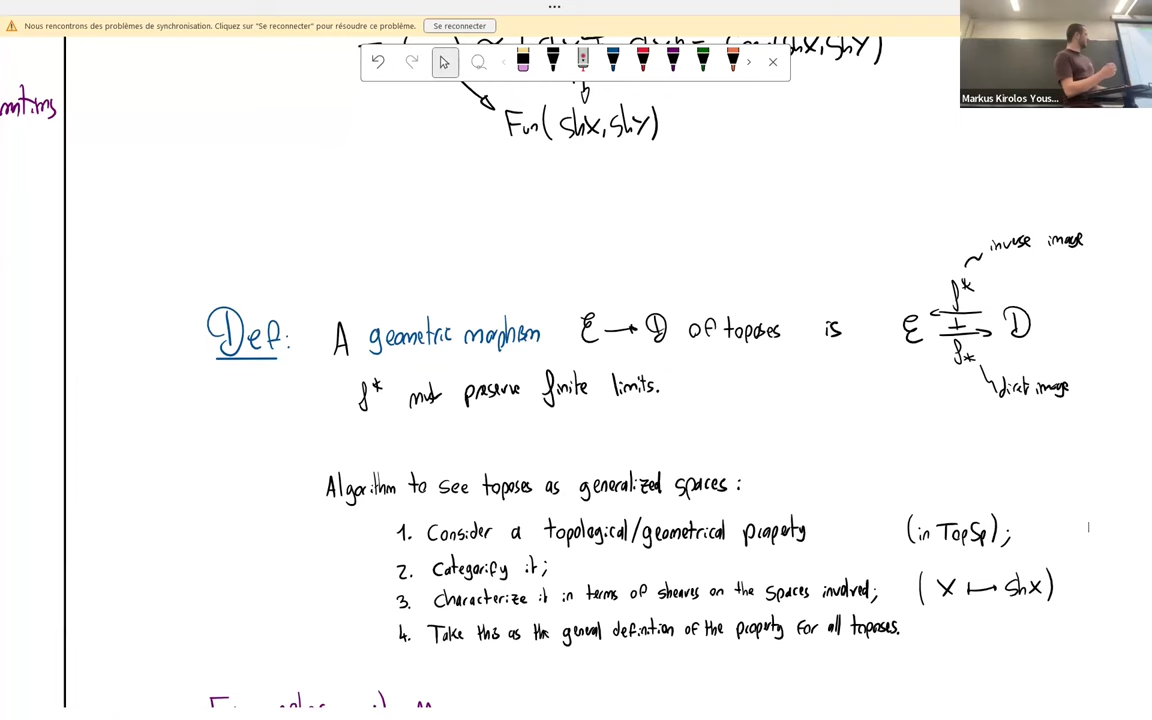 ...
Nous rencontrons des problèmes de synchronisation. Cliquez sur "Se reconnecter" pour résoudre ce problème. Se reconnecter
Markus Kirolos Yous...
Fun(ShX, ShY)
inverse image
Def: A geometric morphism ℰ → 𝒟 of toposes is ℰ ⊥ 𝒟
f*
f_*
direct image
f* must preserve finite limits.
Algorithm to see toposes as generalized spaces:
1. Consider a topological/geometrical property (in TopSp);
2. Categorify it;
3. Characterize it in terms of sheaves on the spaces involved; (X ↦ ShX)
4. Take this as the general definition of the property for all toposes.